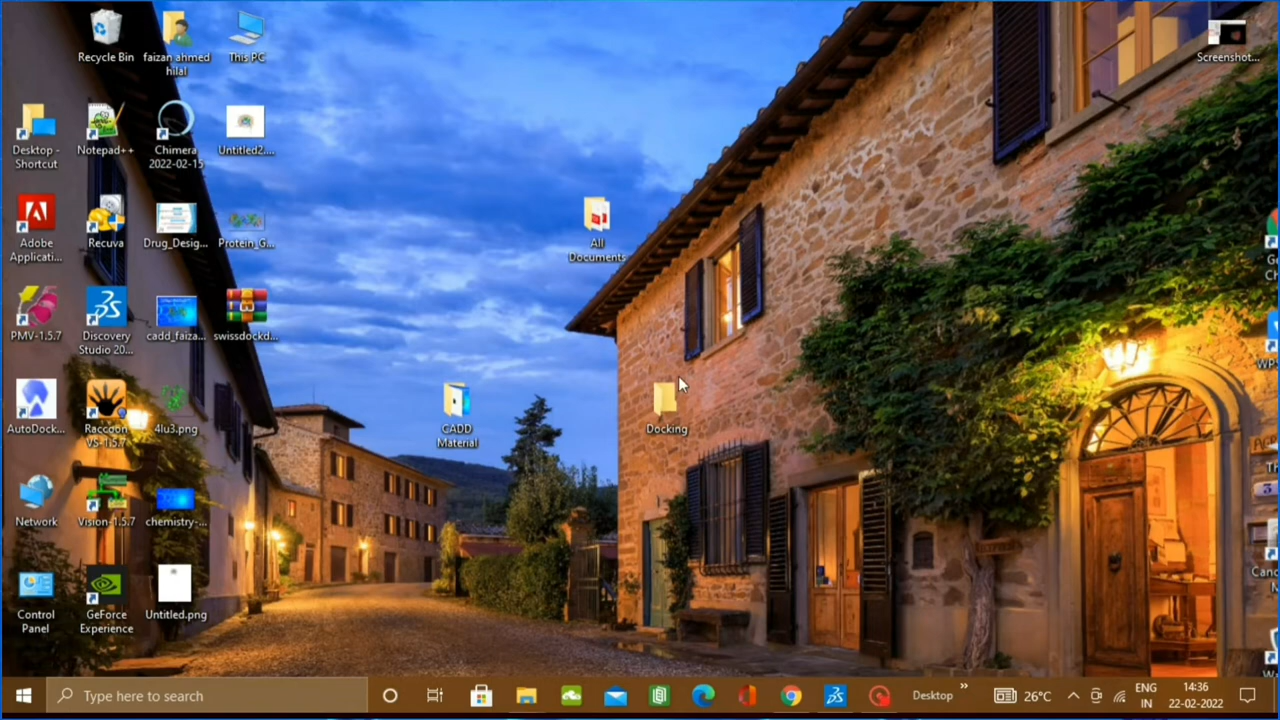 Recycle Bin
faizan ahmed
hilal
This PC
Screenshot...
Desktop -
Shortcut
Notepad++
Chimera
2022-02-15
Untitled2....
Adobe
Applicati...
Recuva
Drug_Desig...
Protein_G...
All
Documents
PMV-1.5.7
Discovery
Studio 20...
cadd_faiza...
swissdockd...
AutoDock...
Raccoon
VS-1.5.7
4lu3.png
CADD
Material
Docking
Network
Vision-1.5.7
chemistry-...
Control
Panel
GeForce
Experience
Untitled.png
Type here to search
Desktop
26°C
ENG
IN
14:36
22-02-2022